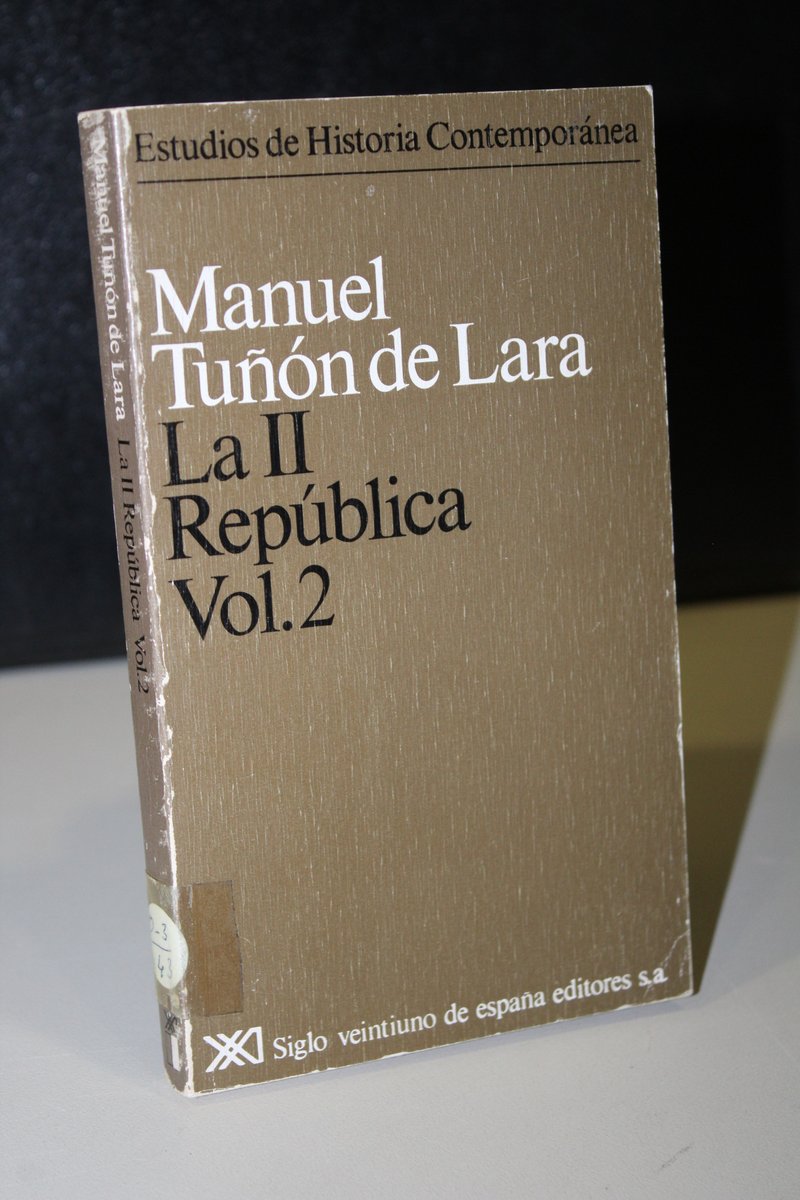 Estudios de Historia Contemporánea
Manuel
Tuñón de Lara
La II
República
Vol.2
Siglo veintiuno de españa editores s.a.
Manuel Tuñón de Lara La II República Vol.2